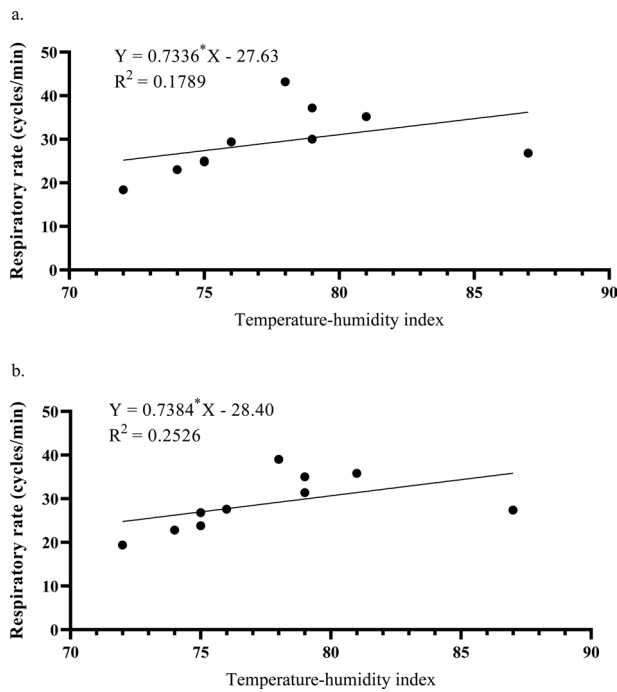 a.
Y = 0.7336*X - 27.63
R² = 0.1789
50
40
30
20
10
0
Respiratory rate (cycles/min)
70 75 80 85 90
Temperature-humidity index
b.
Y = 0.7384*X - 28.40
R² = 0.2526
50
40
30
20
10
0
Respiratory rate (cycles/min)
70 75 80 85 90
Temperature-humidity index